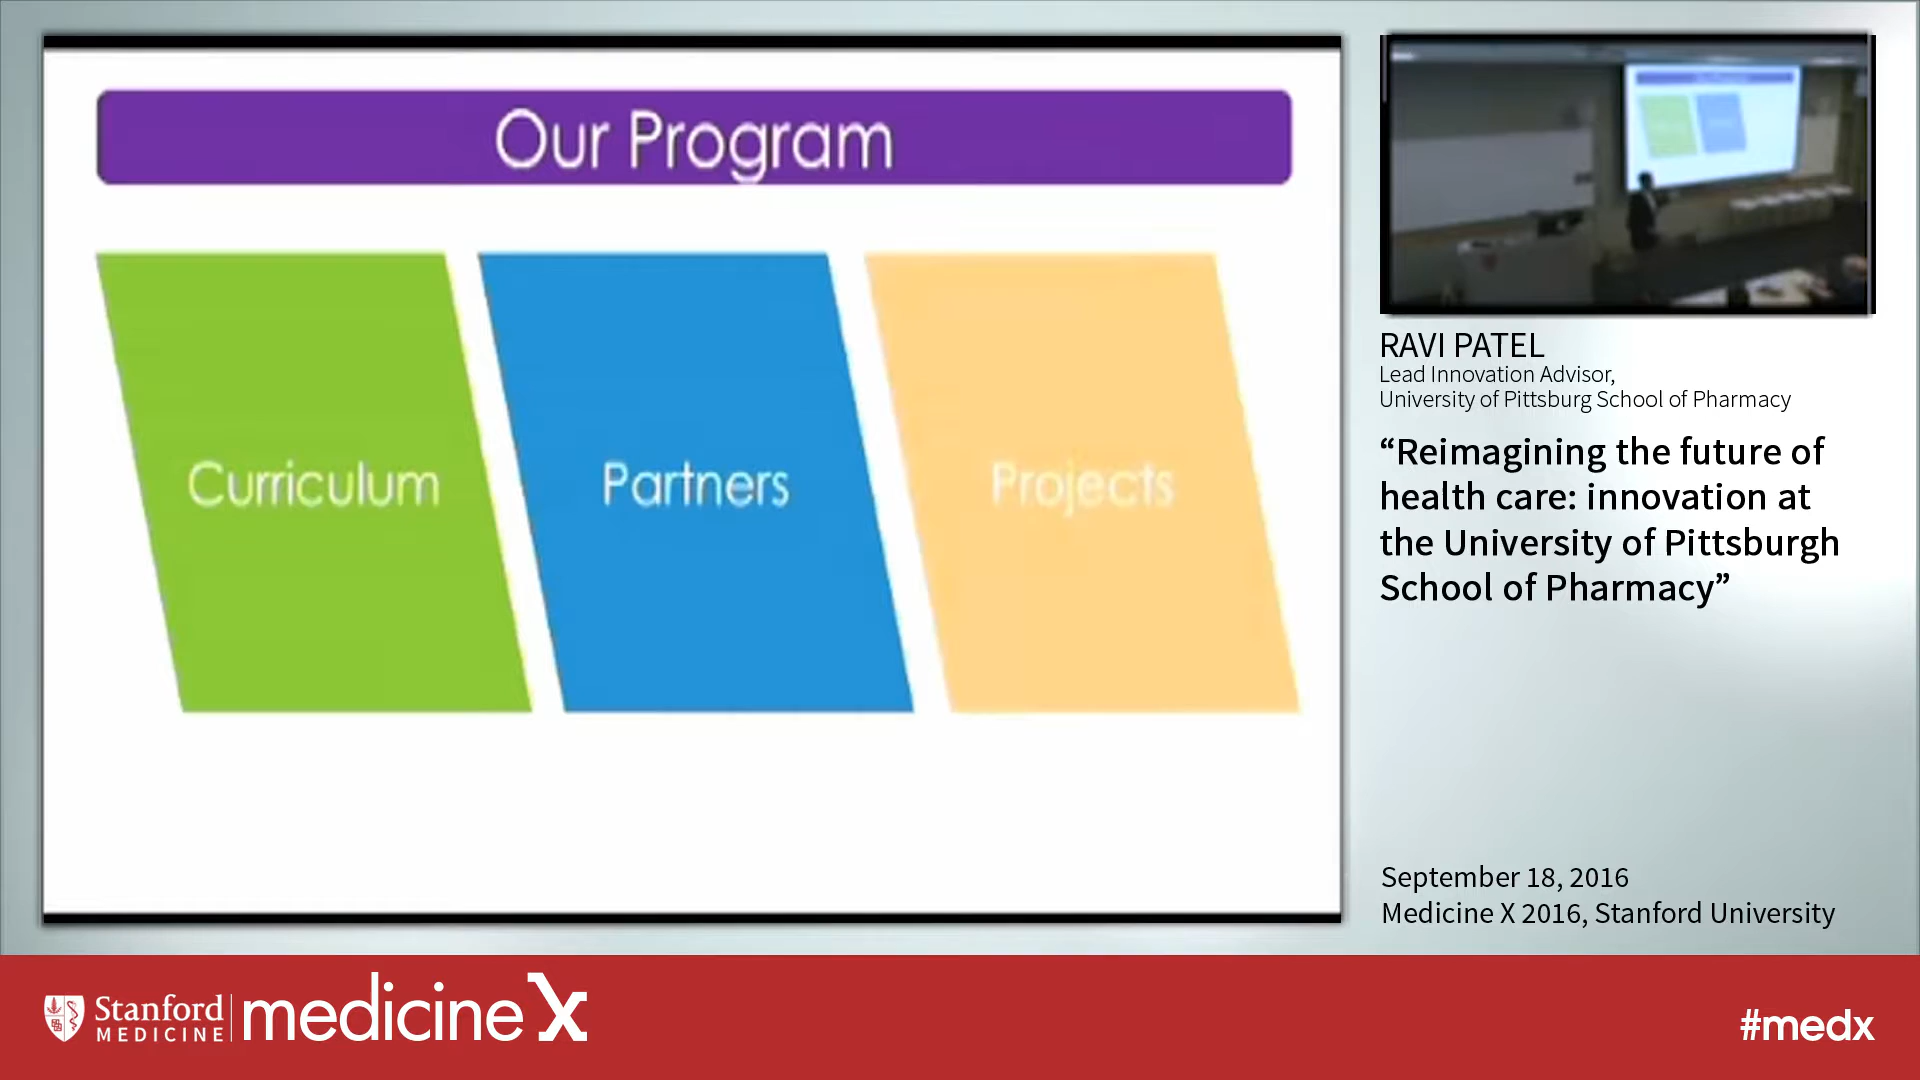 Our Program
Curriculum
Partners
Projects
RAVI PATEL
Lead Innovation Advisor,
University of Pittsburg School of Pharmacy
“Reimagining the future of
health care: innovation at
the University of Pittsburgh
School of Pharmacy”
September 18, 2016
Medicine X 2016, Stanford University
Stanford
MEDICINE
medicine X
#medx